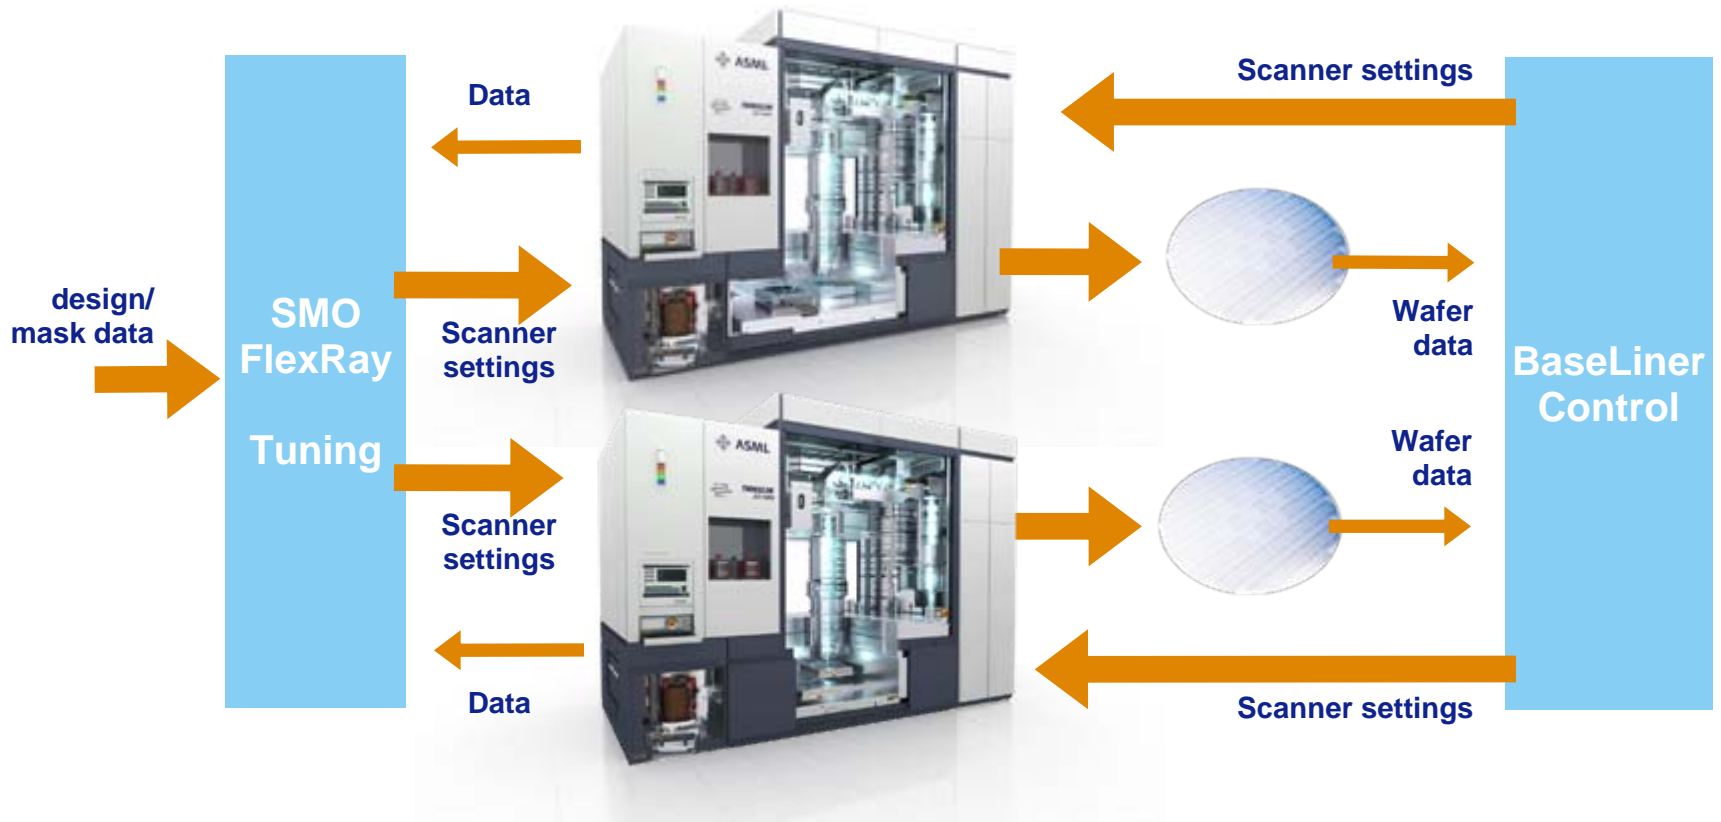 Data
ASML
Scanner settings
design/
mask data
SMO
FlexRay
Tuning
Scanner
settings
Wafer
data
BaseLiner
Control
ASML
Scanner
settings
Wafer
data
Data
Scanner settings